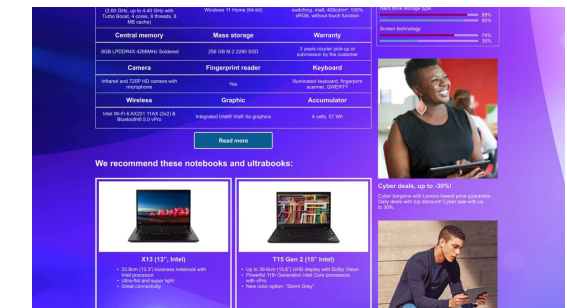 (2.60 GHz, up to 4.40 GHz with
Turbo Boost, 4 cores, 8 threads, 8
MB cache)
Windows 11 Home (64-bit)
switching, matt, 400cd/m², 100%
sRGB, without touch function
Central memory
Mass storage
Warranty
8GB LPDDR4X 4266MHz Soldered
256 GB M.2 2280 SSD
3 years courier pick-up or
submission by the customer
Camera
Fingerprint reader
Keyboard
Infrared and 720P HD camera with
microphone
Yes
Illuminated keyboard, fingerprint
scanner, QWERTY
Wireless
Graphic
Accumulator
Intel Wi-Fi 6 AX201 11AX (2x2) &
Bluetooth® 5.0 vPro
Integrated Intel® Iris® Xe graphics
4 cells, 57 Wh
Read more
We recommend these notebooks and ultrabooks:
X13 (13", Intel)
• 33.8cm (13.3") business notebook with
Intel processor
• Ultra-flat and super light
• Great connectivity
T15 Gen 2 (15" Intel)
• Up to 39.6cm (15.6") UHD display with Dolby Vision
• Powerful 11th Generation Intel Core processors
with vPro
• New color option: "Storm Grey"
Hard drive storage type
89%
85%
Screen technology
74%
38%
Cyber deals, up to -30%!
Cyber bargains with Lenovo lowest price guarantee.
Daily deals with top discount! Cyber sale with up
to 30%.